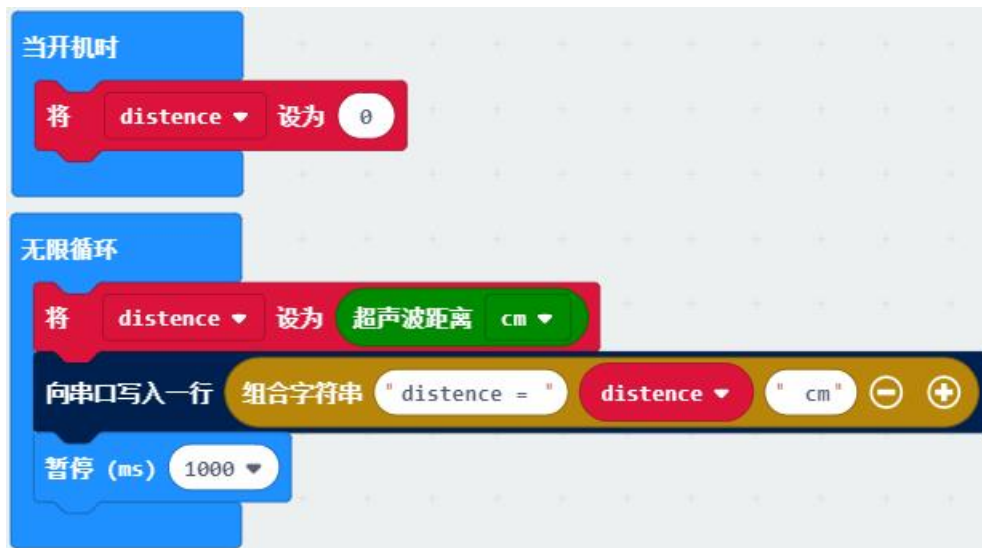 当开机时
将 distence 设为 0
无限循环
将 distence 设为 超声波距离 cm
向串口写入一行 组合字符串 "distence = " distence " cm"
暂停 (ms) 1000